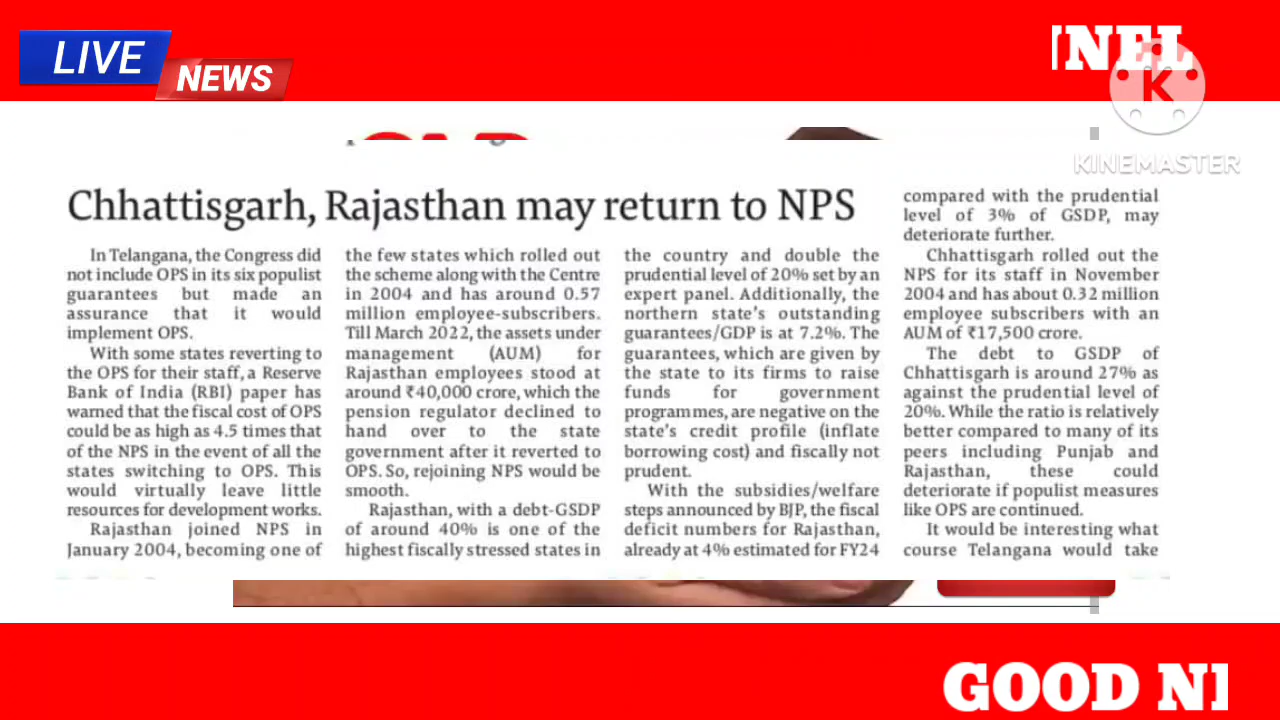 LIVE
NEWS
KINEMASTER
Chhattisgarh, Rajasthan may return to NPS
In Telangana, the Congress did
not include OPS in its six populist
guarantees but made an
assurance that it would
implement OPS.
With some states reverting to
the OPS for their staff, a Reserve
Bank of India (RBI) paper has
warned that the fiscal cost of OPS
could be as high as 4.5 times that
of the NPS in the event of all the
states switching to OPS. This
would virtually leave little
resources for development works.
Rajasthan joined NPS in
January 2004, becoming one of
the few states which rolled out
the scheme along with the Centre
in 2004 and has around 0.57
million employee-subscribers.
Till March 2022, the assets under
management (AUM) for
Rajasthan employees stood at
around ₹40,000 crore, which the
pension regulator declined to
hand over to the state
government after it reverted to
OPS. So, rejoining NPS would be
smooth.
Rajasthan, with a debt-GSDP
of around 40% is one of the
highest fiscally stressed states in
the country and double the
prudential level of 20% set by an
expert panel. Additionally, the
northern state's outstanding
guarantees/GDP is at 7.2%. The
guarantees, which are given by
the state to its firms to raise
funds for government
programmes, are negative on the
state's credit profile (inflate
borrowing cost) and fiscally not
prudent.
With the subsidies/welfare
steps announced by BJP, the fiscal
deficit numbers for Rajasthan,
already at 4% estimated for FY24
compared with the prudential
level of 3% of GSDP, may
deteriorate further.
Chhattisgarh rolled out the
NPS for its staff in November
2004 and has about 0.32 million
employee subscribers with an
AUM of ₹17,500 crore.
The debt to GSDP of
Chhattisgarh is around 27% as
against the prudential level of
20%. While the ratio is relatively
better compared to many of its
peers including Punjab and
Rajasthan, these could
deteriorate if populist measures
like OPS are continued.
It would be interesting what
course Telangana would take
GOOD